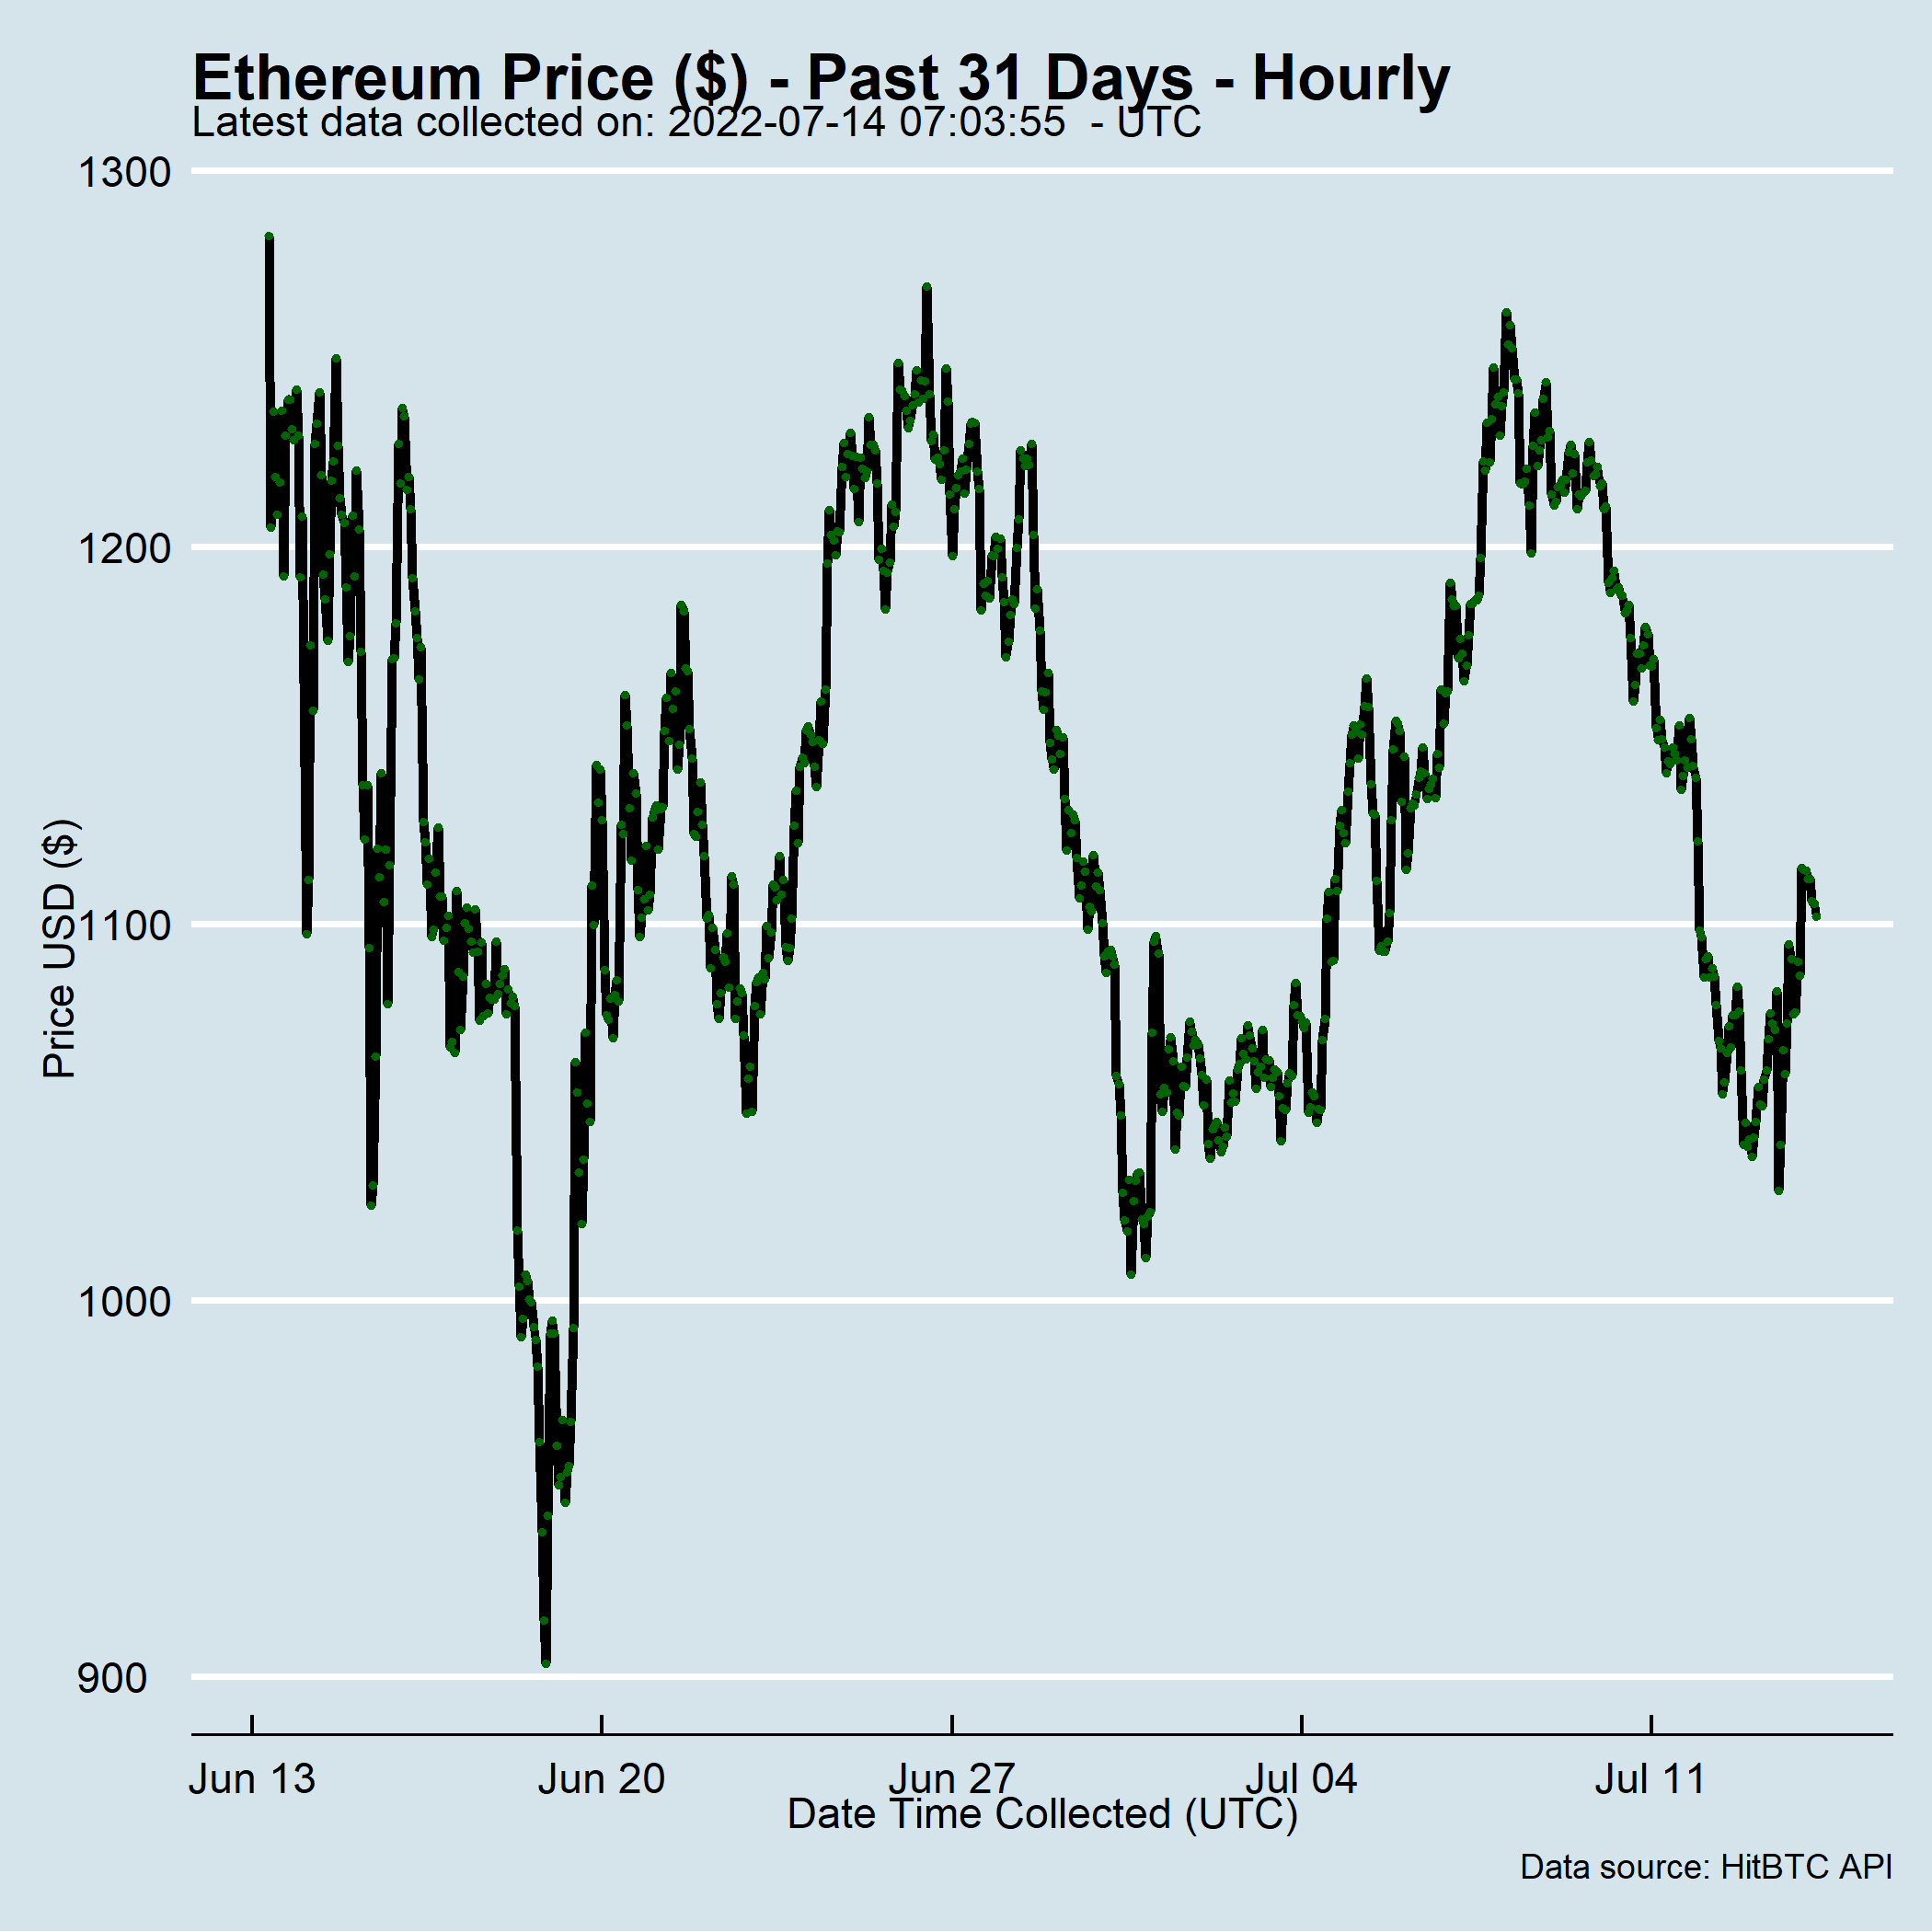 Ethereum Price ($) - Past 31 Days - Hourly
Latest data collected on: 2022-07-14 07:03:55  - UTC
1300
1200
1100
1000
900
Price USD ($)
Jun 13
Jun 20
Jun 27
Jul 04
Jul 11
Date Time Collected (UTC)
Data source: HitBTC API